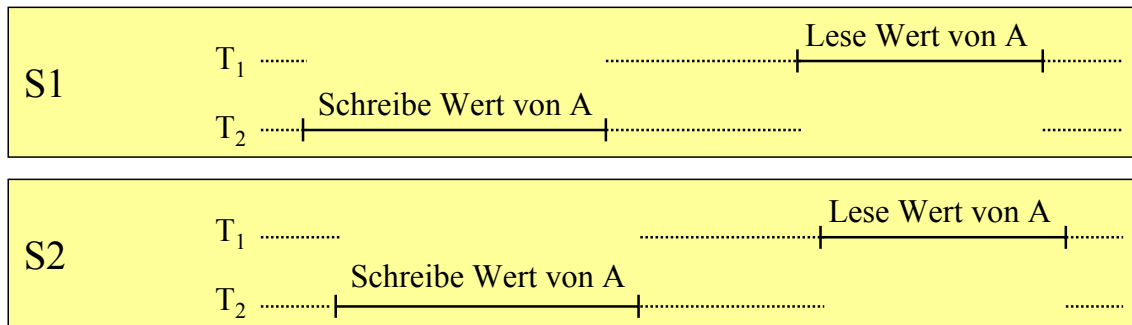 Lese Wert von A
T₁
S1
Schreibe Wert von A
T₂
Lese Wert von A
T₁
S2
Schreibe Wert von A
T₂